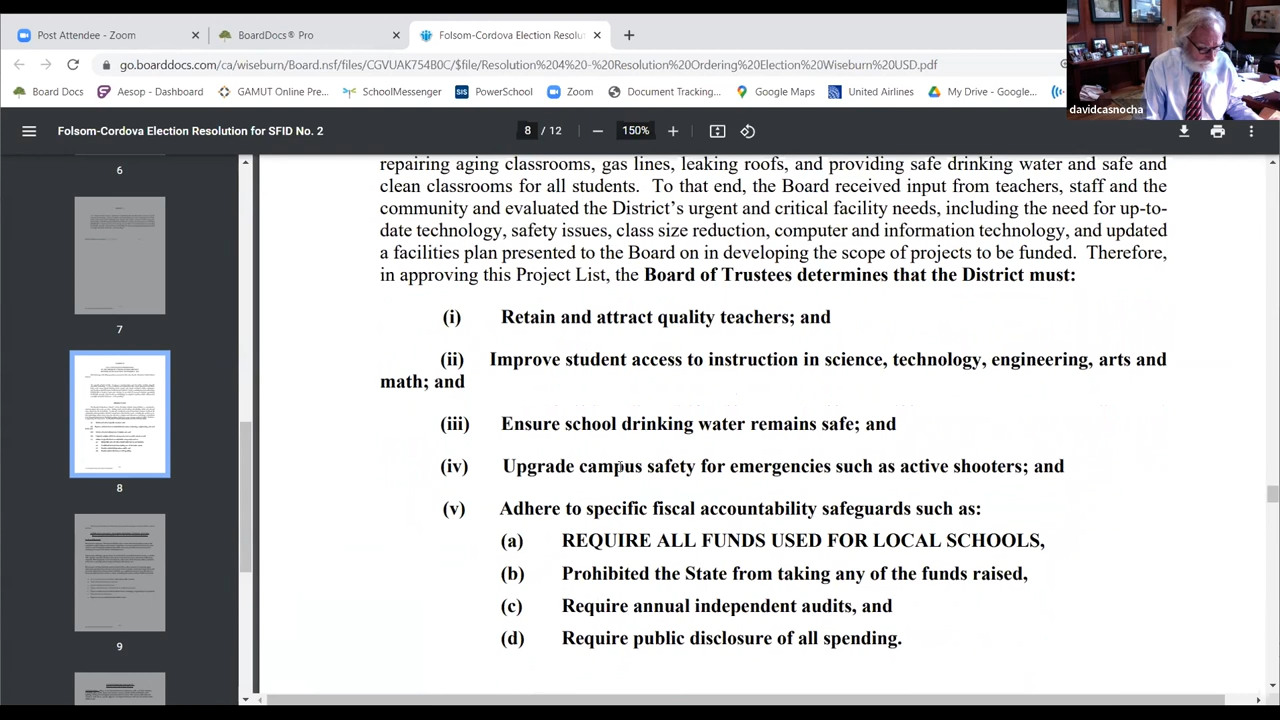 Post Attendee - Zoom
BoardDocs® Pro
Folsom-Cordova Election Resolu
go.boarddocs.com/ca/wiseburn/Board.nsf/files/
%20-%20Resolution%20Ordering%20Election%20Wiseburn%20USD.pdf
Board Docs
Aesop - Dashboard
GAMUT Online Pre...
SchoolMessenger
SIS PowerSchool
Zoom
Document Tracking...
Google Maps
United Airlines
My Drive - Google...
davidcasnocha
Folsom-Cordova Election Resolution for SFID No. 2
8 / 12
150%
6
7
8
9
repairing aging classrooms, gas lines, leaking roofs, and providing safe drinking water and safe and
clean classrooms for all students. To that end, the Board received input from teachers, staff and the
community and evaluated the District's urgent and critical facility needs, including the need for up-to-
date technology, safety issues, class size reduction, computer and information technology, and updated
a facilities plan presented to the Board on in developing the scope of projects to be funded. Therefore,
in approving this Project List, the Board of Trustees determines that the District must:
(i) Retain and attract quality teachers; and
(ii) Improve student access to instruction in science, technology, engineering, arts and
math; and
(iii) Ensure school drinking water remains safe; and
(iv) Upgrade campus safety for emergencies such as active shooters; and
(v) Adhere to specific fiscal accountability safeguards such as:
(a) REQUIRE ALL FUNDS USED FOR LOCAL SCHOOLS,
(b) Prohibited the State from taking any of the funds raised,
(c) Require annual independent audits, and
(d) Require public disclosure of all spending.